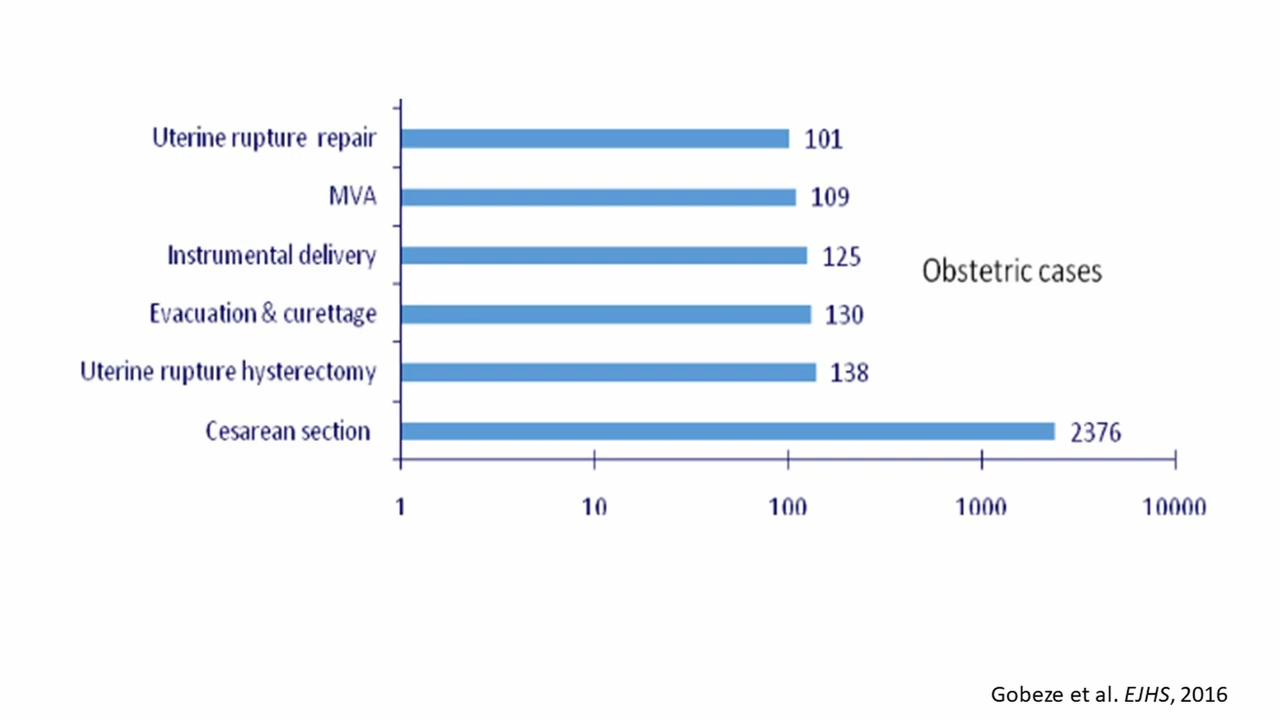 Uterine rupture repair 101
MVA 109
Instrumental delivery 125
Obstetric cases
Evacuation & curettage 130
Uterine rupture hysterectomy 138
Cesarean section 2376
1 10 100 1000 10000
Gobeze et al. EJHS, 2016